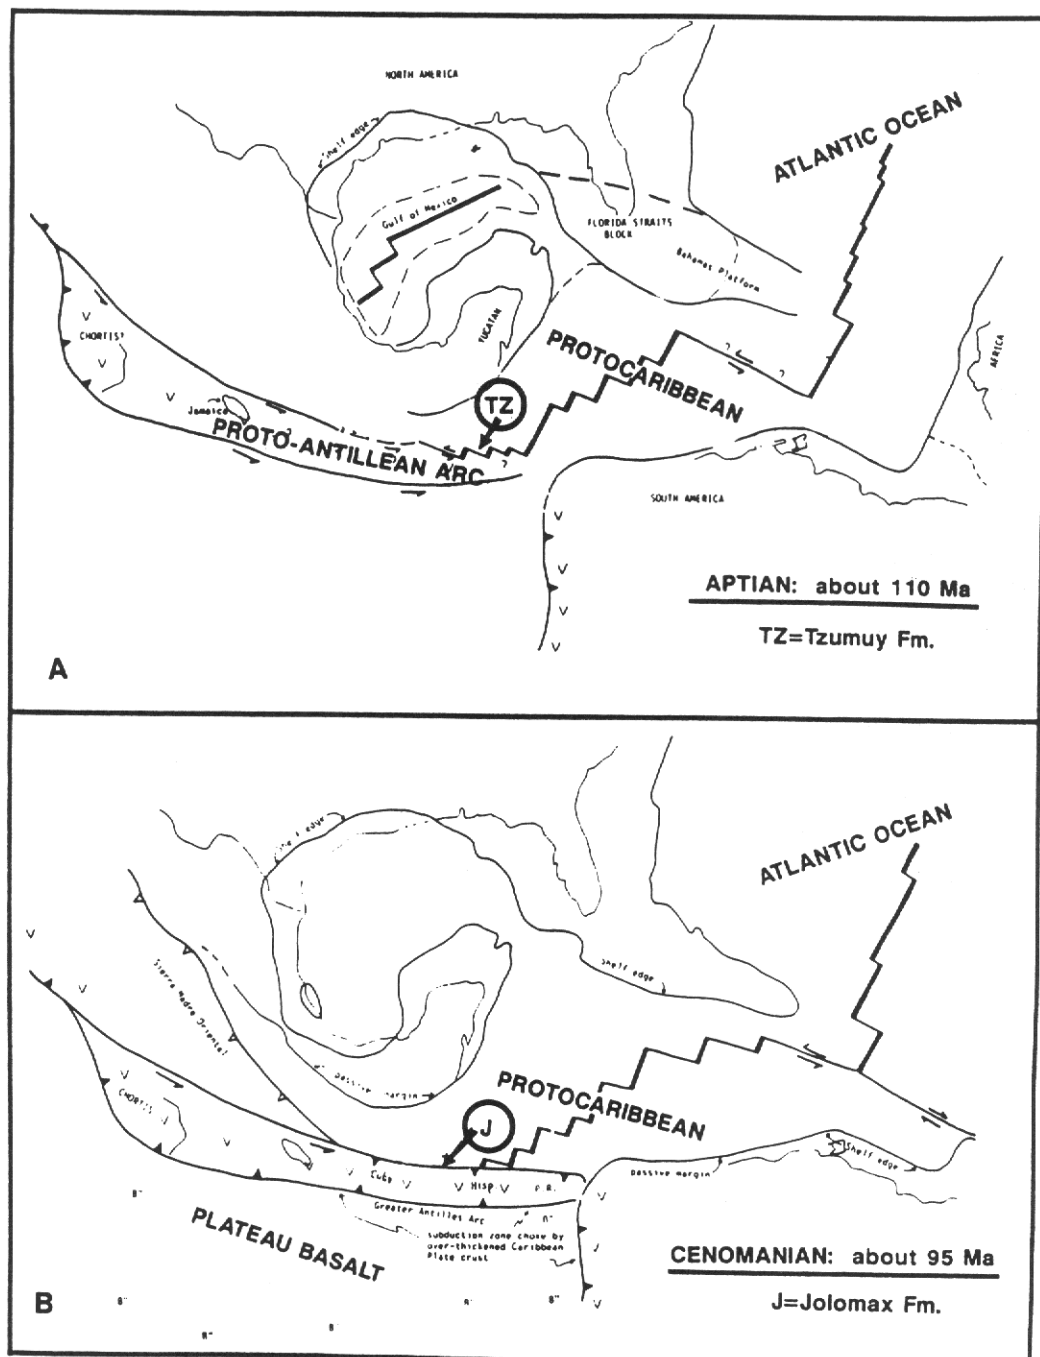 NORTH AMERICA
ATLANTIC OCEAN
Shelf edge
Gulf of Mexico
FLORIDA STRAITS
BLOCK
Bahamas Platform
YUCATAN
CHORTIS?
PROTOCARIBBEAN
AFRICA
TZ
Jamaica
PROTO-ANTILLEAN ARC
SOUTH AMERICA
APTIAN: about 110 Ma
TZ=Tzumuy Fm.
A
Shelf edge
ATLANTIC OCEAN
Shelf edge
Sierra Madre Oriental
passive margin
PROTOCARIBBEAN
CHORTIS
J
Shelf edge
passive margin
Cuba
Hisp
P.R.
Greater Antilles Arc
subduction zone choke by
over-thickened Caribbean
Plate crust
PLATEAU BASALT
CENOMANIAN: about 95 Ma
J=Jolomax Fm.
B